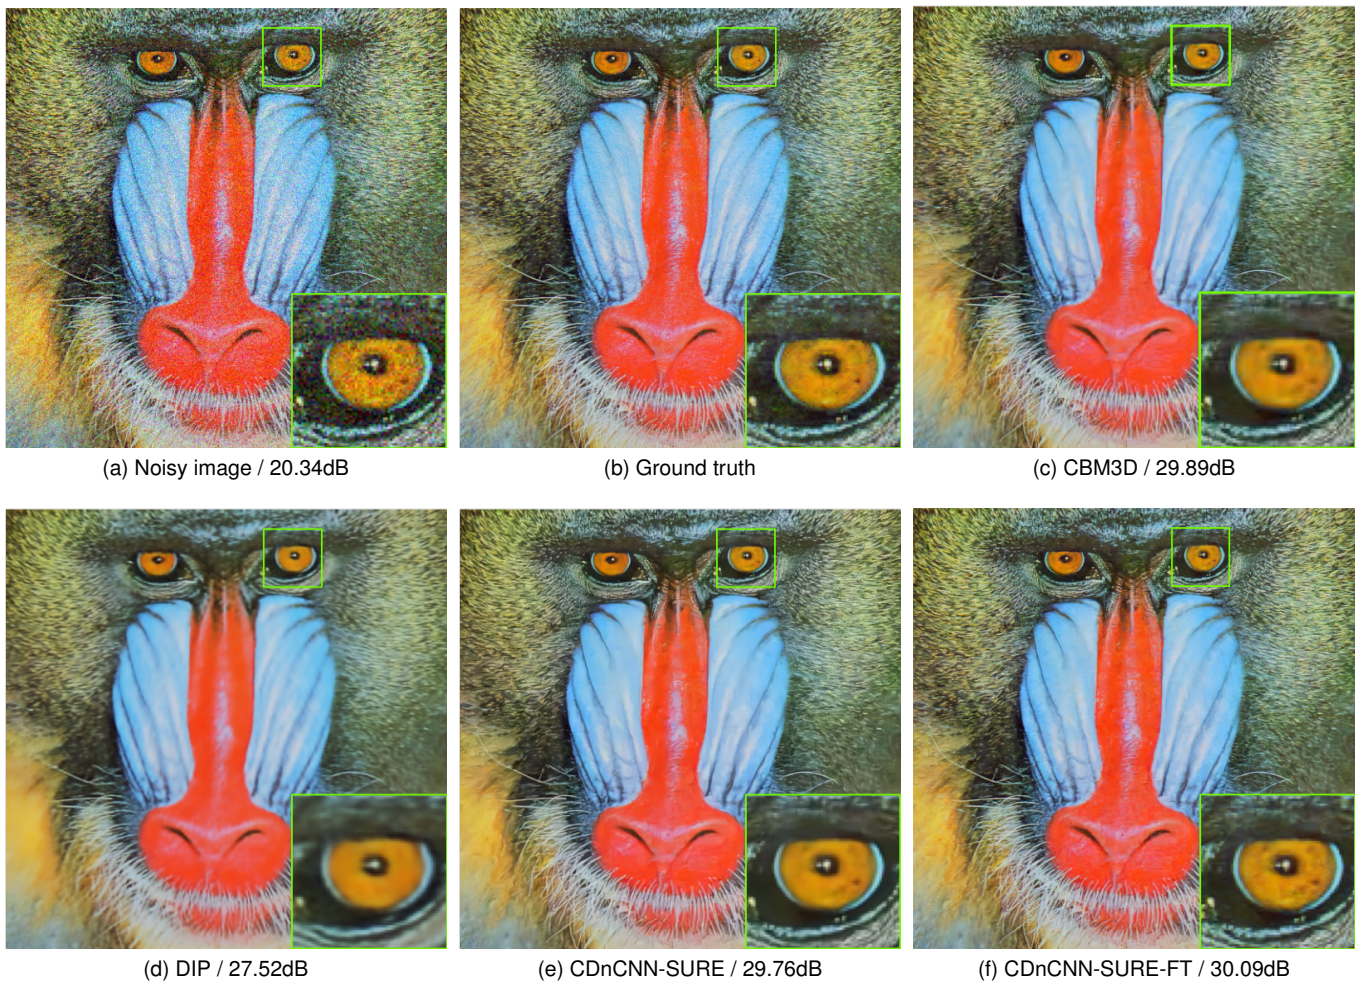 (a) Noisy image / 20.34dB
(b) Ground truth
(c) CBM3D / 29.89dB
(d) DIP / 27.52dB
(e) CDnCNN-SURE / 29.76dB
(f) CDnCNN-SURE-FT / 30.09dB